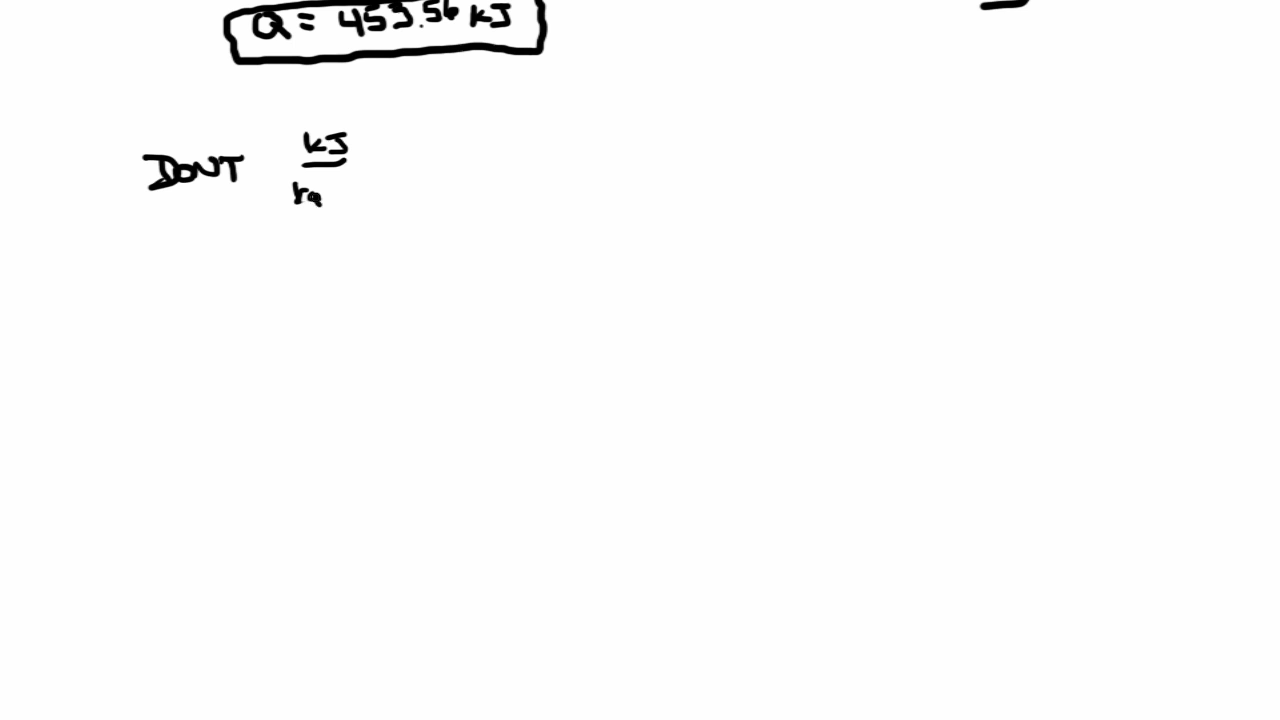 Q = 453.56 kJ
DONT kJ